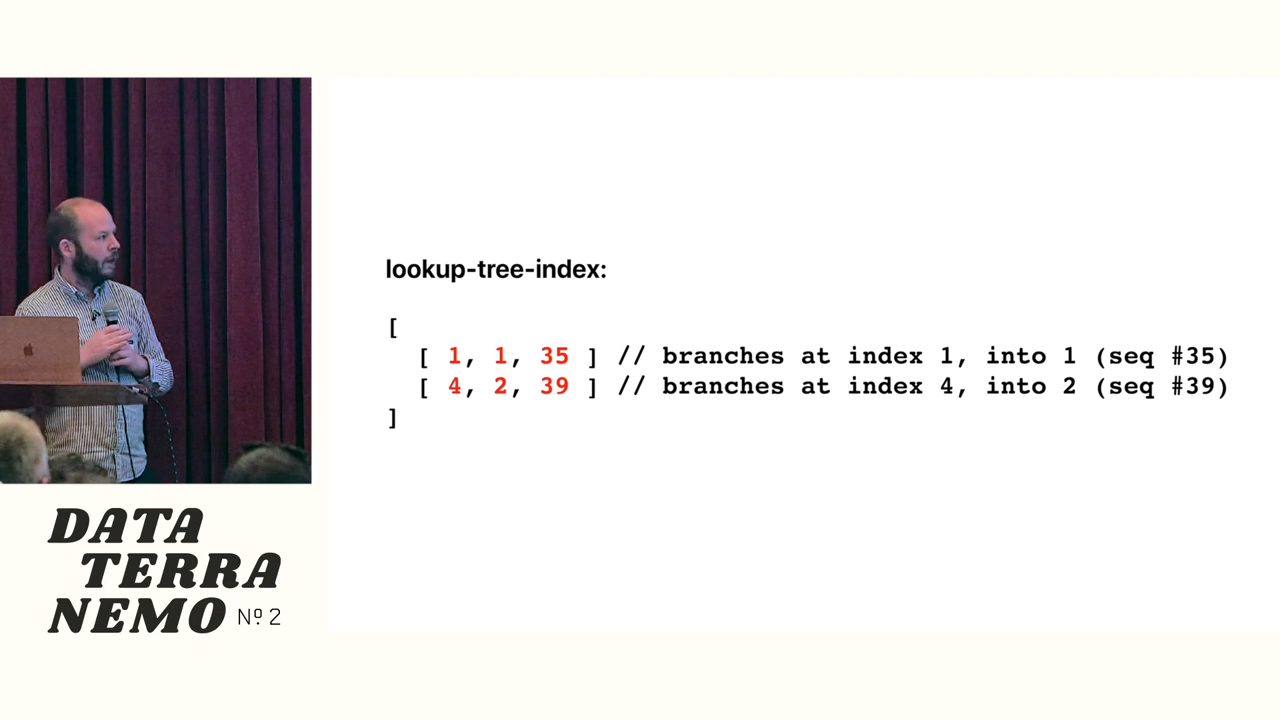 lookup-tree-index:
[
[ 1, 1, 35 ] // branches at index 1, into 1 (seq #35)
[ 4, 2, 39 ] // branches at index 4, into 2 (seq #39)
]
DATA
TERRA
NEMO Nº 2